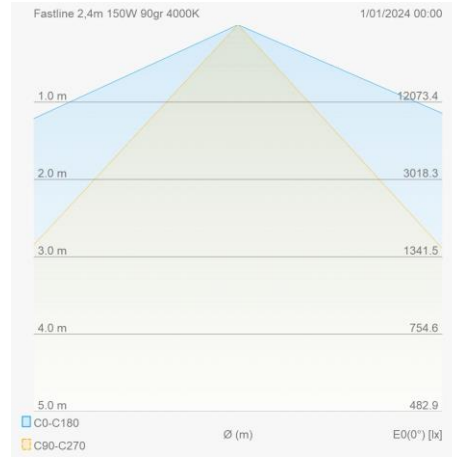 Fastline 2,4m 150W 90gr 4000K 1/01/2024 00:00
1.0 m 12073.4
2.0 m 3018.3
3.0 m 1341.5
4.0 m 754.6
5.0 m 482.9
C0-C180
Ø (m) E0(0°) [lx]
C90-C270